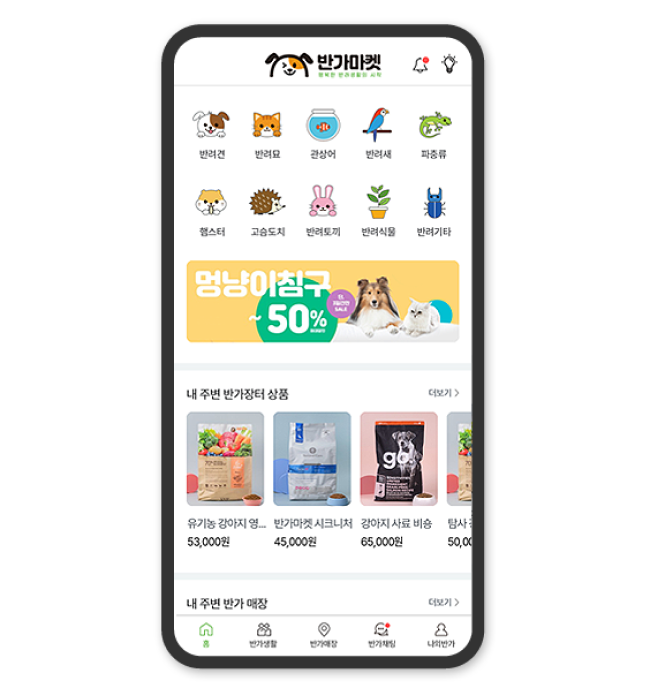 반가마켓
행복한 반려생활의 시작
반려견
반려묘
관상어
반려새
파충류
햄스터
고슴도치
반려토끼
반려식물
반려기타
멍냥이침구
~ 50%
SALE
내 주변 반가장터 상품
더보기 >
go!
유기농 강아지 영...
반가마켓 시크니처
강아지 사료 비숑
탐사
53,000원
45,000원
65,000원
50,00
내 주변 반가 매장
더보기 >
홈
반가생활
반가매장
반가채팅
나의반가